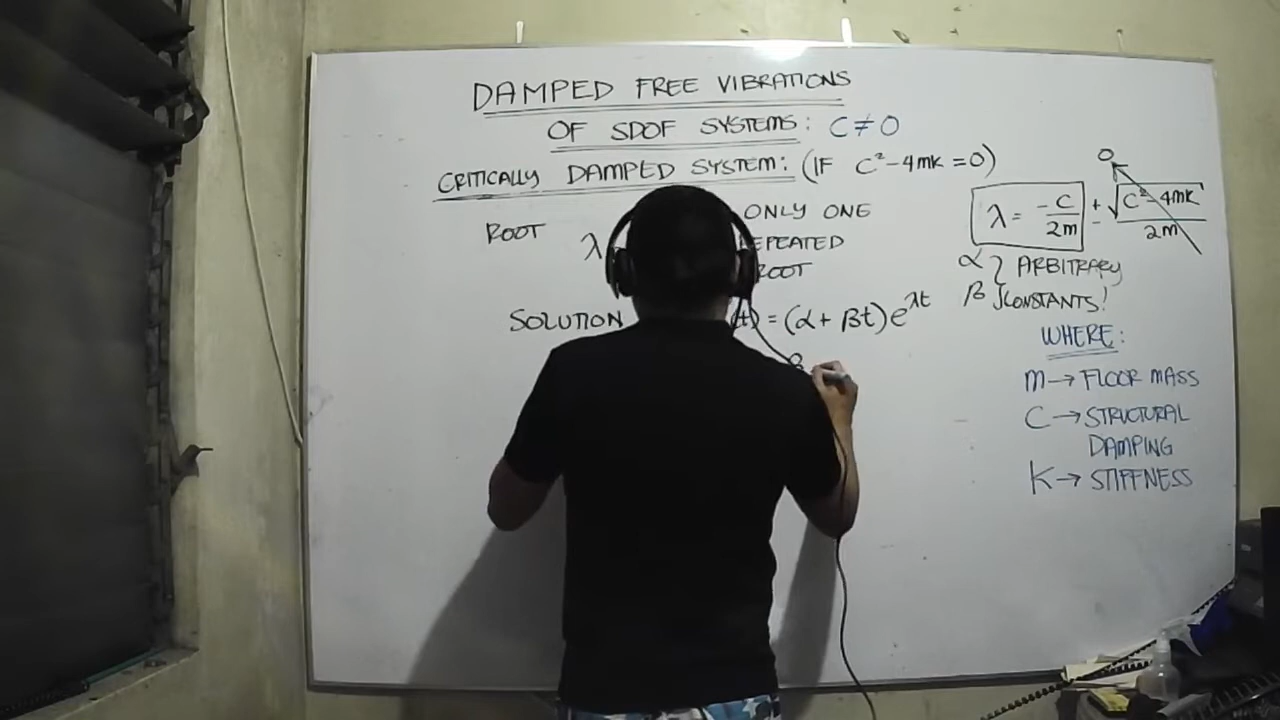 DAMPED FREE VIBRATIONS
OF SDOF SYSTEMS: C≠0
CRITICALLY DAMPED SYSTEM: (IF C²-4mk=0)
ROOT λ
ONLY ONE
EPEATED
ROOT
SOLUTION (t) = (α + βt)e^λt
0
λ = -C/2m ± √C²-4mk/2m
α } ARBITRARY
β } CONSTANTS!
WHERE:
m → FLOOR MASS
C → STRUCTURAL
DAMPING
K → STIFFNESS